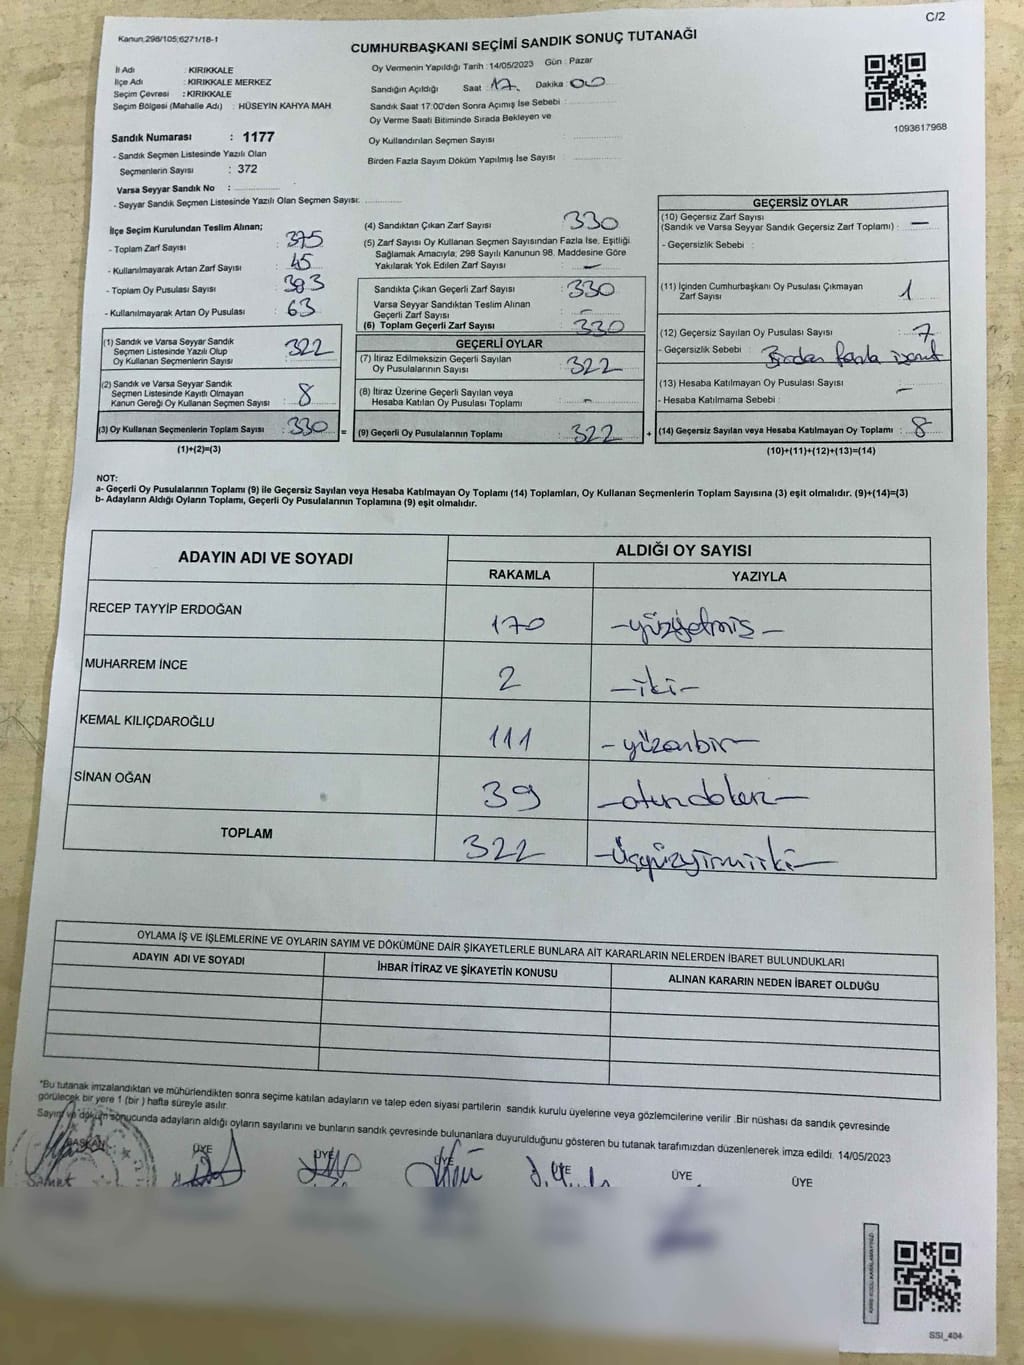 C/2
Kanun:298/105;6271/18-1
CUMHURBAŞKANI SEÇİMİ SANDIK SONUÇ TUTANAĞI
İl Adı : KIRIKKALE
İlçe Adı : KIRIKKALE MERKEZ
Seçim Çevresi : KIRIKKALE
Seçim Bölgesi (Mahalle Adı) : HÜSEYİN KAHYA MAH.
Oy Vermenin Yapıldığı Tarih : 14/05/2023 Gün : Pazar
Sandığın Açıldığı Saat : 17 Dakika : 00
Sandık Saat 17:00'den Sonra Açımış İse Sebebi :
Oy Verme Saati Bitiminde Sırada Bekleyen ve
Oy Kullandırılan Seçmen Sayısı :
Birden Fazla Sayım Döküm Yapılmış İse Sayısı :
1093617968
Sandık Numarası : 1177
- Sandık Seçmen Listesinde Yazılı Olan
Seçmenlerin Sayısı : 372
Varsa Seyyar Sandık No :
- Seyyar Sandık Seçmen Listesinde Yazılı Olan Seçmen Sayısı:
İlçe Seçim Kurulundan Teslim Alınan;
- Toplam Zarf Sayısı : 375
- Kullanılmayarak Artan Zarf Sayısı : 45
- Toplam Oy Pusulası Sayısı : 383
- Kullanılmayarak Artan Oy Pusulası : 63
(1) Sandık ve Varsa Seyyar Sandık
Seçmen Listesinde Yazılı Olup
Oy Kullanan Seçmenlerin Sayısı : 322
(2) Sandık ve Varsa Seyyar Sandık
Seçmen Listesinde Kayıtlı Olmayan
Kanun Gereği Oy Kullanan Seçmen Sayısı : 8
(3) Oy Kullanan Seçmenlerin Toplam Sayısı : 330 =
(1)+(2)=(3)
(4) Sandıktan Çıkan Zarf Sayısı : 330
(5) Zarf Sayısı Oy Kullanan Seçmen Sayısından Fazla İse, Eşitliği
Sağlamak Amacıyla; 298 Sayılı Kanunun 98. Maddesine Göre
Yakılarak Yok Edilen Zarf Sayısı : –
Sandıkta Çıkan Geçerli Zarf Sayısı : 330
Varsa Seyyar Sandıktan Teslim Alınan
Geçerli Zarf Sayısı : –
(6) Toplam Geçerli Zarf Sayısı : 330
GEÇERLİ OYLAR
(7) İtiraz Edilmeksizin Geçerli Sayılan
Oy Pusulalarının Sayısı : 322
(8) İtiraz Üzerine Geçerli Sayılan veya
Hesaba Katılan Oy Pusulası Toplamı : –
(9) Geçerli Oy Pusulalarının Toplamı : 322 +
GEÇERSİZ OYLAR
(10) Geçersiz Zarf Sayısı
(Sandık ve Varsa Seyyar Sandık Geçersiz Zarf Toplamı) : —
- Geçersizlik Sebebi :
(11) İçinden Cumhurbaşkanı Oy Pusulası Çıkmayan
Zarf Sayısı : 1
(12) Geçersiz Sayılan Oy Pusulası Sayısı : 7
- Geçersizlik Sebebi : Birden fazla işaret
(13) Hesaba Katılmayan Oy Pusulası Sayısı : –
- Hesaba Katılmama Sebebi :
(14) Geçersiz Sayılan veya Hesaba Katılmayan Oy Toplamı : 8
(10)+(11)+(12)+(13)=(14)
NOT:
a- Geçerli Oy Pusulalarının Toplamı (9) ile Geçersiz Sayılan veya Hesaba Katılmayan Oy Toplamı (14) Toplamları, Oy Kullanan Seçmenlerin Toplam Sayısına (3) eşit olmalıdır. (9)+(14)=(3)
b- Adayların Aldığı Oyların Toplamı, Geçerli Oy Pusulalarının Toplamına (9) eşit olmalıdır.
ADAYIN ADI VE SOYADI ALDIĞI OY SAYISI
RAKAMLA YAZIYLA
RECEP TAYYİP ERDOĞAN 170 –yüzyetmiş–
MUHARREM İNCE 2 –iki–
KEMAL KILIÇDAROĞLU 111 –yüzonbir–
SİNAN OĞAN 39 –otuzdokuz–
TOPLAM 322 –Üçyüzyirmiiki–
OYLAMA İŞ VE İŞLEMLERİNE VE OYLARIN SAYIM VE DÖKÜMÜNE DAİR ŞİKAYETLERLE BUNLARA AİT KARARLARIN NELERDEN İBARET BULUNDUKLARI
ADAYIN ADI VE SOYADI İHBAR İTİRAZ VE ŞİKAYETİN KONUSU ALINAN KARARIN NEDEN İBARET OLDUĞU
"Bu tutanak imzalandıktan ve mühürlendikten sonra seçime katılan adayların ve talep eden siyasi partilerin sandık kurulu üyelerine veya gözlemcilerine verilir .Bir nüshası da sandık çevresinde
görülecek bir yere 1 (bir ) hafta süreyle asılır.
Sayım ve döküm sonucunda adayların aldığı oyların sayılarını ve bunların sandık çevresinde bulunanlara duyurulduğunu gösteren bu tutanak tarafımızdan düzenlenerek imza edildi. 14/05/2023
BAŞKAN ÜYE ÜYE ÜYE ÜYE ÜYE ÜYE
SSI_404